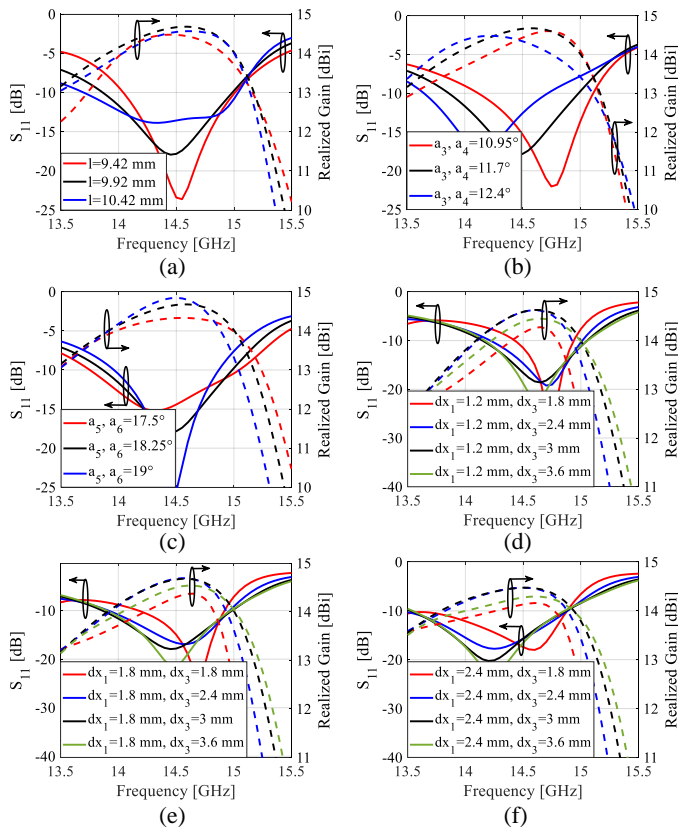 (a)
0
-5
-10
-15
-20
-25
S11 [dB]
15
14
13
12
11
10
Realized Gain [dBi]
l=9.42 mm
l=9.92 mm
l=10.42 mm
13.5 14 14.5 15 15.5
Frequency [GHz]
(a)
(b)
0
-5
-10
-15
-20
-25
S11 [dB]
15
14
13
12
11
10
Realized Gain [dBi]
a3, a4=10.95°
a3, a4=11.7°
a3, a4=12.4°
13.5 14 14.5 15 15.5
Frequency [GHz]
(b)
(c)
0
-5
-10
-15
-20
-25
S11 [dB]
15
14
13
12
11
10
Realized Gain [dBi]
a5, a6=17.5°
a5, a6=18.25°
a5, a6=19°
13.5 14 14.5 15 15.5
Frequency [GHz]
(c)
(d)
0
-10
-20
-30
-40
S11 [dB]
15
14
13
12
11
Realized Gain [dBi]
dx1=1.2 mm, dx3=1.8 mm
dx1=1.2 mm, dx3=2.4 mm
dx1=1.2 mm, dx3=3 mm
dx1=1.2 mm, dx3=3.6 mm
13.5 14 14.5 15 15.5
Frequency [GHz]
(d)
(e)
-10
-20
-30
-40
S11 [dB]
15
14
13
12
11
Realized Gain [dBi]
dx1=1.8 mm, dx3=1.8 mm
dx1=1.8 mm, dx3=2.4 mm
dx1=1.8 mm, dx3=3 mm
dx1=1.8 mm, dx3=3.6 mm
13.5 14 14.5 15 15.5
Frequency [GHz]
(e)
(f)
0
-10
-20
-30
-40
S11 [dB]
15
14
13
12
11
Realized Gain [dBi]
dx1=2.4 mm, dx3=1.8 mm
dx1=2.4 mm, dx3=2.4 mm
dx1=2.4 mm, dx3=3 mm
dx1=2.4 mm, dx3=3.6 mm
13.5 14 14.5 15 15.5
Frequency [GHz]
(f)